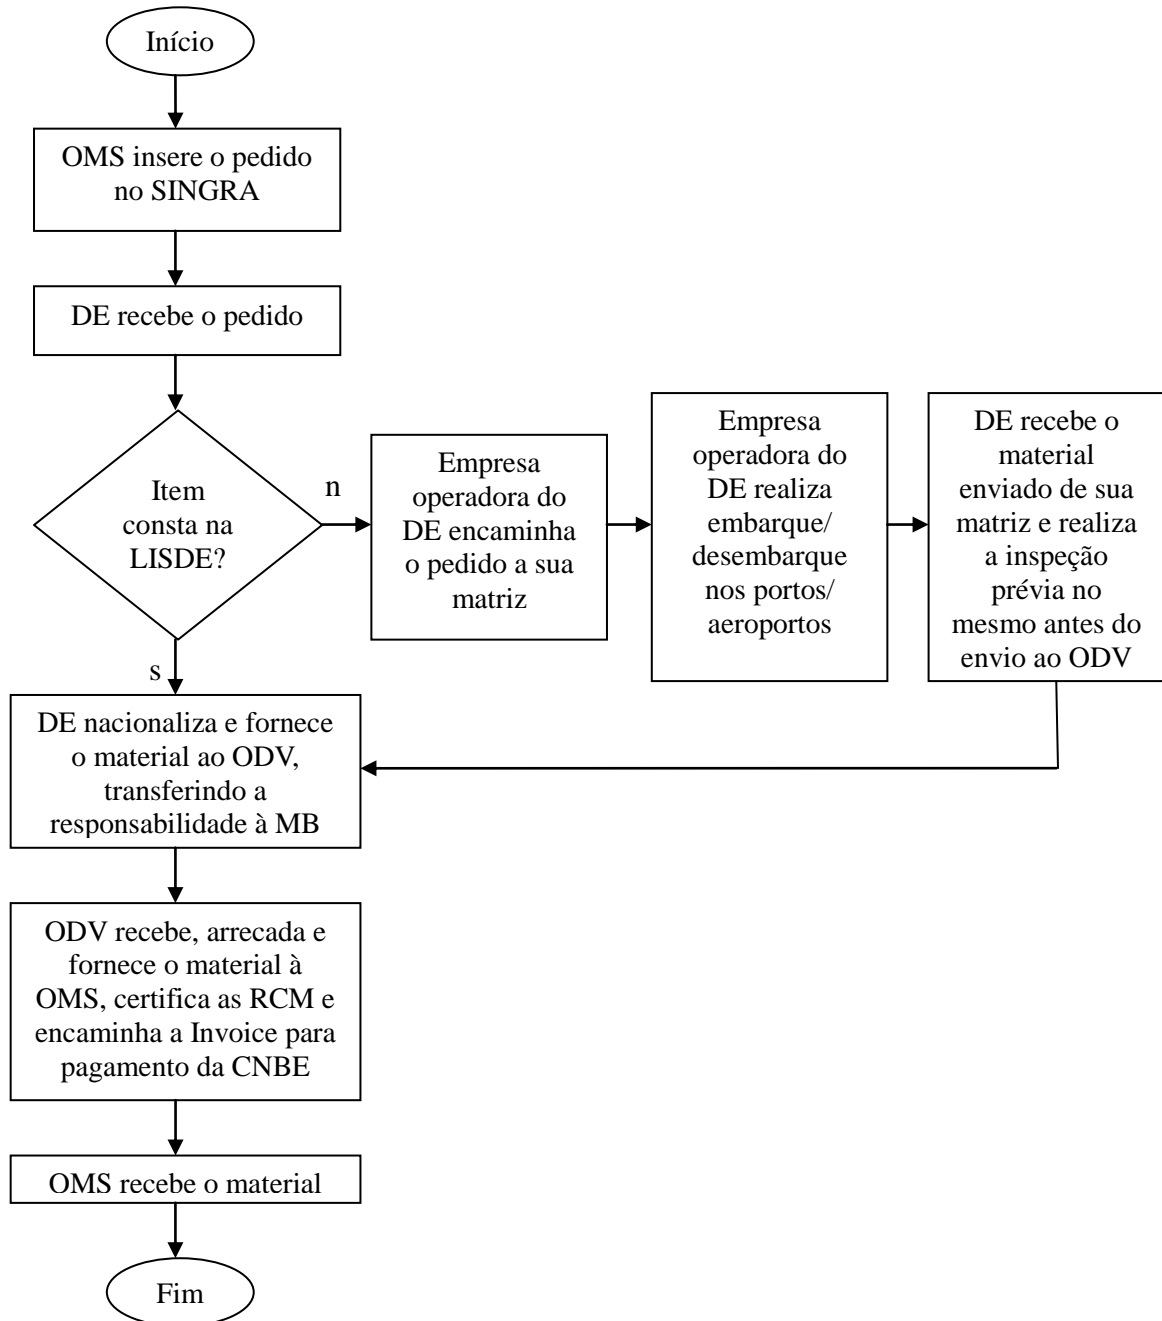 Início
OMS insere o pedido
no SINGRA
DE recebe o pedido
Item
consta na
LISDE?
n
Empresa
operadora do
DE encaminha
o pedido a sua
matriz
Empresa
operadora do
DE realiza
embarque/
desembarque
nos portos/
aeroportos
DE recebe o
material
enviado de sua
matriz e realiza
a inspeção
prévia no
mesmo antes do
envio ao ODV
s
DE nacionaliza e fornece
o material ao ODV,
transferindo a
responsabilidade à MB
ODV recebe, arrecada e
fornece o material à
OMS, certifica as RCM e
encaminha a Invoice para
pagamento da CNBE
OMS recebe o material
Fim